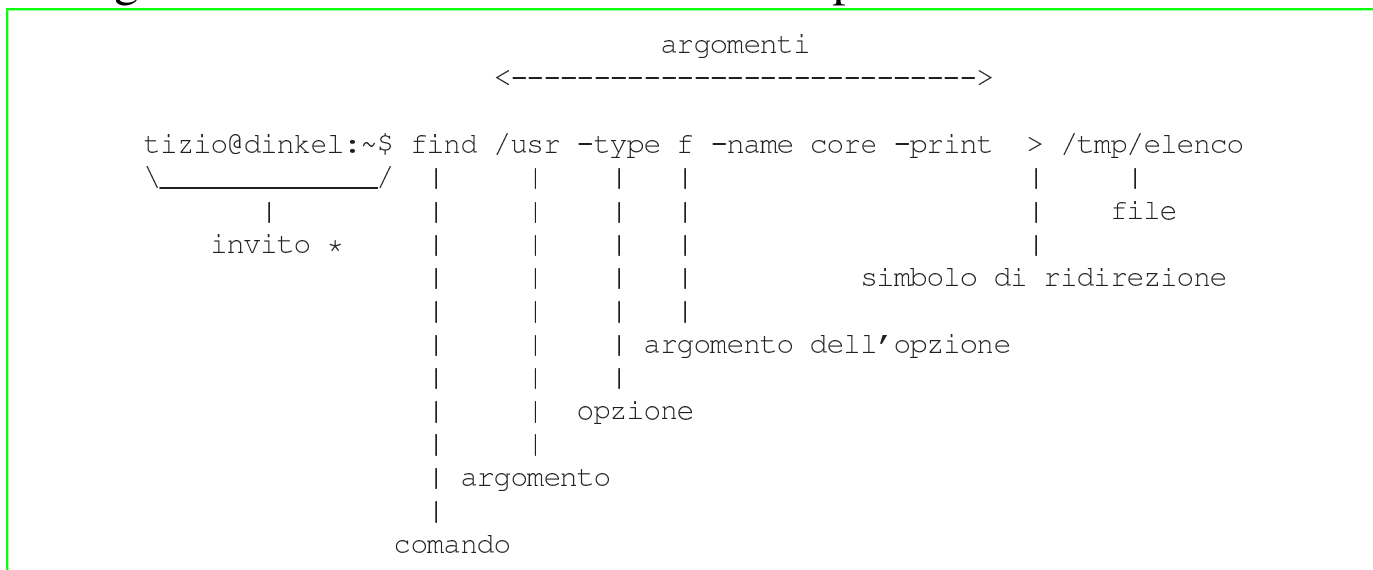 argomenti
<---------------------------->
tizio@dinkel:~$ find /usr -type f -name core -print > /tmp/elenco
file
invito *
simbolo di ridirezione
argomento dell'opzione
opzione
argomento
comando